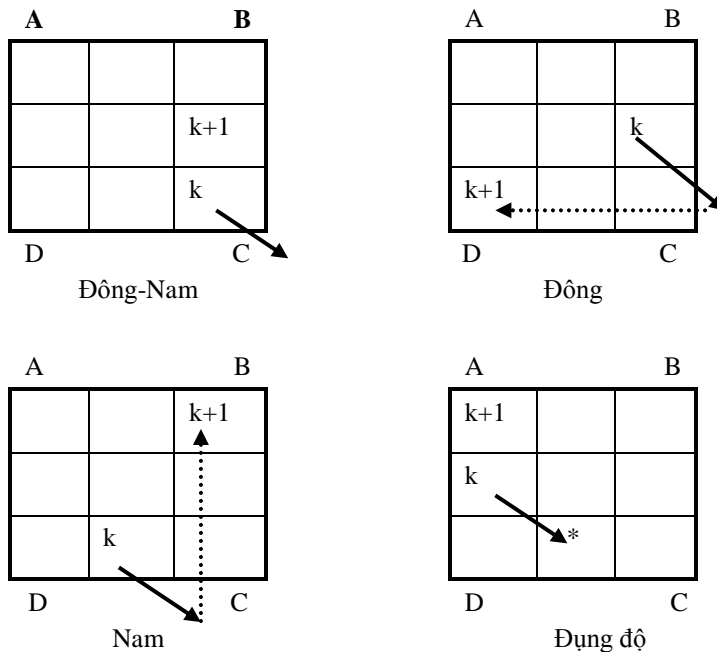 A B
k+1
k
D C
Đông-Nam
A B
k
k+1
D C
Đông
A B
k+1
k
D C
Nam
A B
k+1
k
*
D C
Đụng độ